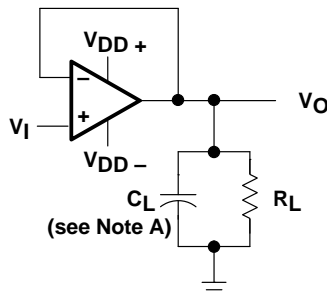 VDD +
−
+
VI
VO
VDD −
CL
RL
(see Note A)